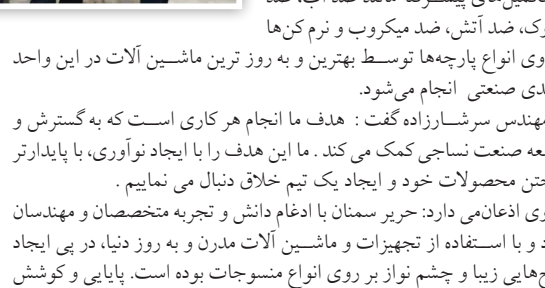 وک، ضد آتش، ضد میکروب و نرم کن‌ها
وی انواع پارچه‌ها توسط بهترین و به روز ترین ماشین آلات در این واحد
دی صنعتی انجام می‌شود.
مهندس سرشارزاده گفت : هدف ما انجام هر کاری است که به گسترش و
عه صنعت نساجی کمک می کند . ما این هدف را با ایجاد نوآوری، با پایدارتر
ختن محصولات خود و ایجاد یک تیم خلاق دنبال می نماییم .
وی اذعان‌می دارد: حریر سمنان با ادغام دانش و تجربه متخصصان و مهندسان
د و با استفاده از تجهیزات و ماشین آلات مدرن و به روز دنیا، در پی ایجاد
ح‌هایی زیبا و چشم نواز بر روی انواع منسوجات بوده است. پایایی و کوشش